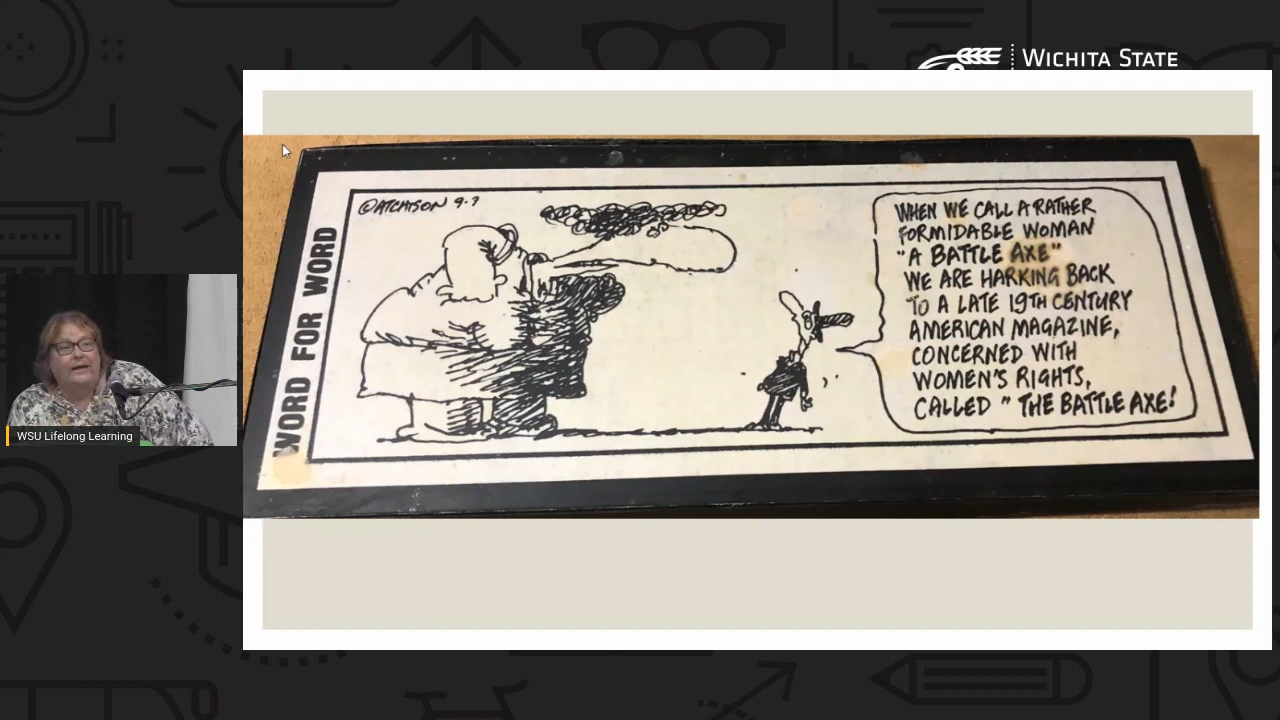 WICHITA STATE
WORD FOR WORD
©ATCHISON 9-7
WHEN WE CALL A RATHER
FORMIDABLE WOMAN
"A BATTLE AXE"
WE ARE HARKING BACK
TO A LATE 19TH CENTURY
AMERICAN MAGAZINE,
CONCERNED WITH
WOMEN'S RIGHTS,
CALLED "THE BATTLE AXE!
WSU Lifelong Learning